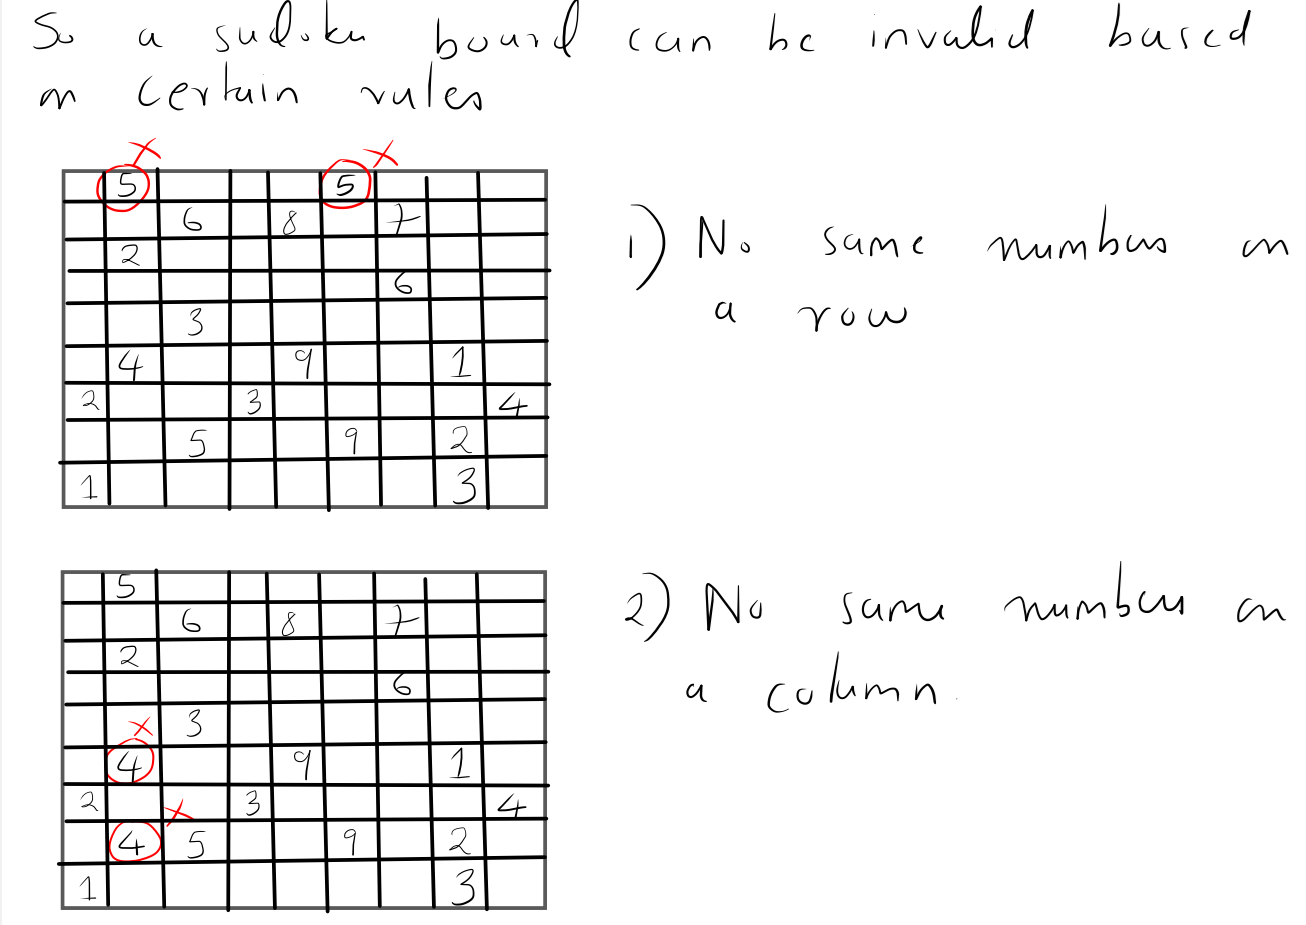 So a sudoku board can be invalid based
on certain rules
x x
5 5
6 8 7
2
6
3
4 9 1
2 3 4
5 9 2
1 3
1) No same numbers on
a row
5
6 8 7
2
6
x 3
4 9 1
2 x 3 4
4 5 9 2
1 3
2) No same numbers on
a column.